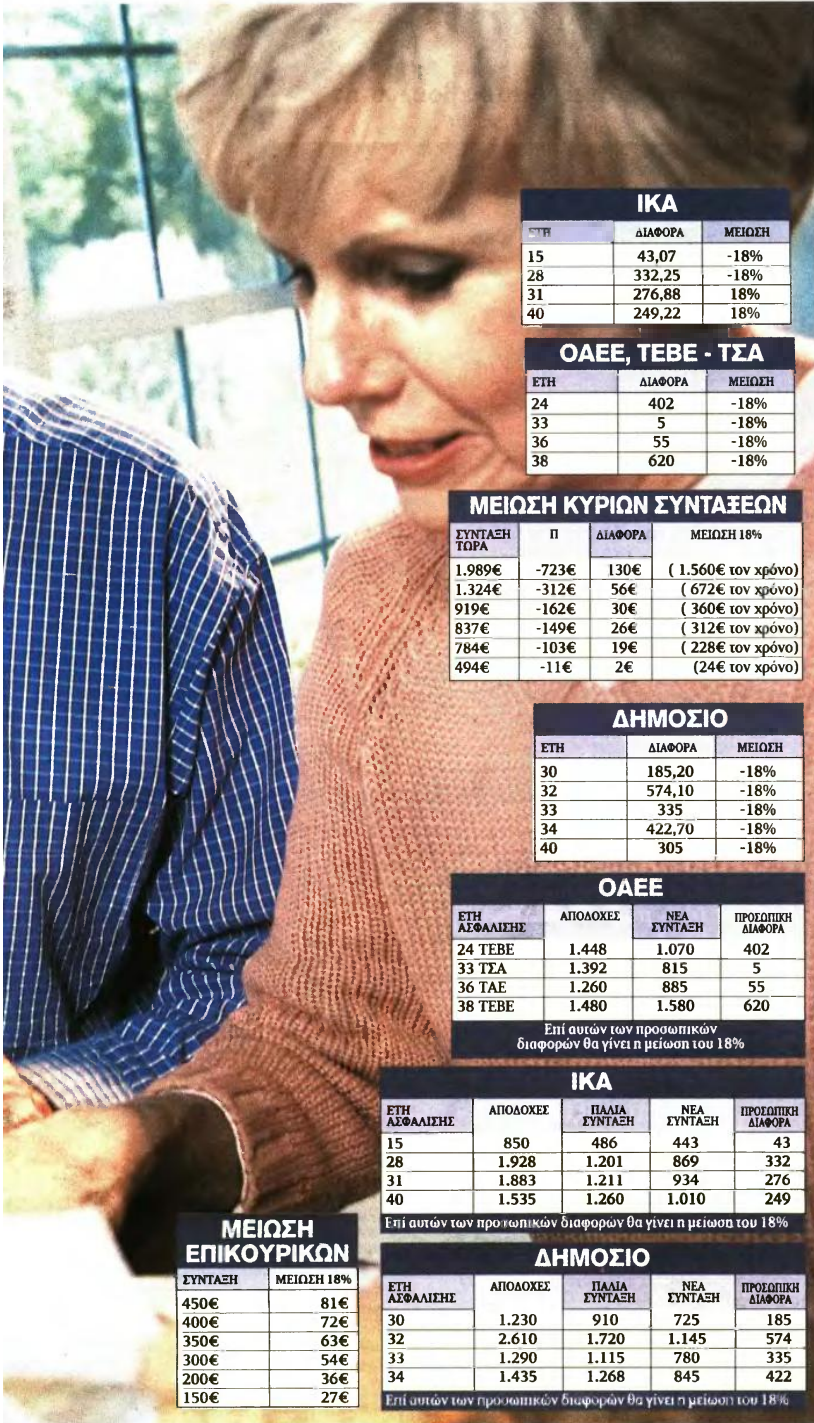 ΙΚΑ
ΕΤΗ ΔΙΑΦΟΡΑ ΜΕΙΩΣΗ
15 43,07 -18%
28 332,25 -18%
31 276,88 18%
40 249,22 18%
ΟΑΕΕ, ΤΕΒΕ - ΤΣΑ
ΕΤΗ ΔΙΑΦΟΡΑ ΜΕΙΩΣΗ
24 402 -18%
33 5 -18%
36 55 -18%
38 620 -18%
ΜΕΙΩΣΗ ΚΥΡΙΩΝ ΣΥΝΤΑΞΕΩΝ
ΣΥΝΤΑΞΗ ΤΩΡΑ Π ΔΙΑΦΟΡΑ ΜΕΙΩΣΗ 18%
1.989€ -723€ 130€ ( 1.560€ τον χρόνο)
1.324€ -312€ 56€ ( 672€ τον χρόνο)
919€ -162€ 30€ ( 360€ τον χρόνο)
837€ -149€ 26€ ( 312€ τον χρόνο)
784€ -103€ 19€ ( 228€ τον χρόνο)
494€ -11€ 2€ (24€ τον χρόνο)
ΔΗΜΟΣΙΟ
ΕΤΗ ΔΙΑΦΟΡΑ ΜΕΙΩΣΗ
30 185,20 -18%
32 574,10 -18%
33 335 -18%
34 422,70 -18%
40 305 -18%
ΟΑΕΕ
ΕΤΗ ΑΣΦΑΛΙΣΗΣ ΑΠΟΔΟΧΕΣ ΝΕΑ ΣΥΝΤΑΞΗ ΠΡΟΣΩΠΙΚΗ ΔΙΑΦΟΡΑ
24 ΤΕΒΕ 1.448 1.070 402
33 ΤΣΑ 1.392 815 5
36 ΤΑΕ 1.260 885 55
38 ΤΕΒΕ 1.480 1.580 620
Επί αυτών των προσωπικών
διαφορών θα γίνει η μείωση του 18%
ΙΚΑ
ΕΤΗ ΑΣΦΑΛΙΣΗΣ ΑΠΟΔΟΧΕΣ ΠΑΛΙΑ ΣΥΝΤΑΞΗ ΝΕΑ ΣΥΝΤΑΞΗ ΠΡΟΣΩΠΙΚΗ ΔΙΑΦΟΡΑ
15 850 486 443 43
28 1.928 1.201 869 332
31 1.883 1.211 934 276
40 1.535 1.260 1.010 249
Επί αυτών των προσωπικών διαφορών θα γίνει η μείωση του 18%
ΜΕΙΩΣΗ
ΕΠΙΚΟΥΡΙΚΩΝ
ΣΥΝΤΑΞΗ ΜΕΙΩΣΗ 18%
450€ 81€
400€ 72€
350€ 63€
300€ 54€
200€ 36€
150€ 27€
ΔΗΜΟΣΙΟ
ΕΤΗ ΑΣΦΑΛΙΣΗΣ ΑΠΟΔΟΧΕΣ ΠΑΛΙΑ ΣΥΝΤΑΞΗ ΝΕΑ ΣΥΝΤΑΞΗ ΠΡΟΣΩΠΙΚΗ ΔΙΑΦΟΡΑ
30 1.230 910 725 185
32 2.610 1.720 1.145 574
33 1.290 1.115 780 335
34 1.435 1.268 845 422
Επί αυτών των προσωπικών διαφορών θα γίνει η μείωση του 18%